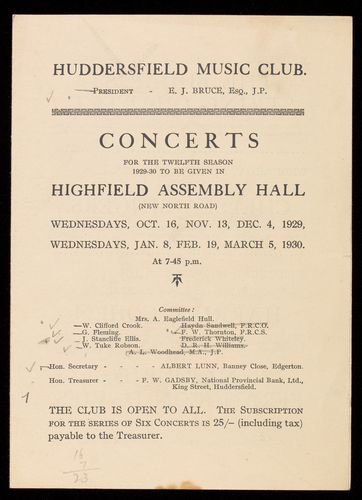 HUDDERSFIELD MUSIC CLUB.
PRESIDENT - E. J. BRUCE, ESQ., J.P.
CONCERTS
FOR THE TWELFTH SEASON
1929-30 TO BE GIVEN IN
HIGHFIELD ASSEMBLY HALL
(NEW NORTH ROAD)
WEDNESDAYS, OCT. 16, NOV. 13, DEC. 4, 1929,
WEDNESDAYS, JAN. 8, FEB. 19, MARCH 5, 1930.
At 7-45 p.m.
Committee:
Mrs. A. Eaglefield Hull.
W. Clifford Crook. Haydn Sandwell, F.R.C.O.
G. Fleming. F. W. Thornton, F.R.C.S.
J. Stancliffe Ellis. Frederick Whiteley.
W. Tuke Robson. D. R. H. Williams.
A. L. Woodhead, M.A., J.P.
Hon. Secretary - - - - ALBERT LUNN, Banney Close, Edgerton.
Hon. Treasurer - - - F. W. GADSBY, National Provincial Bank, Ltd.,
King Street, Huddersfield.
THE CLUB IS OPEN TO ALL. THE SUBSCRIPTION
FOR THE SERIES OF SIX CONCERTS IS 25/- (including tax)
payable to the Treasurer.
16
7
23